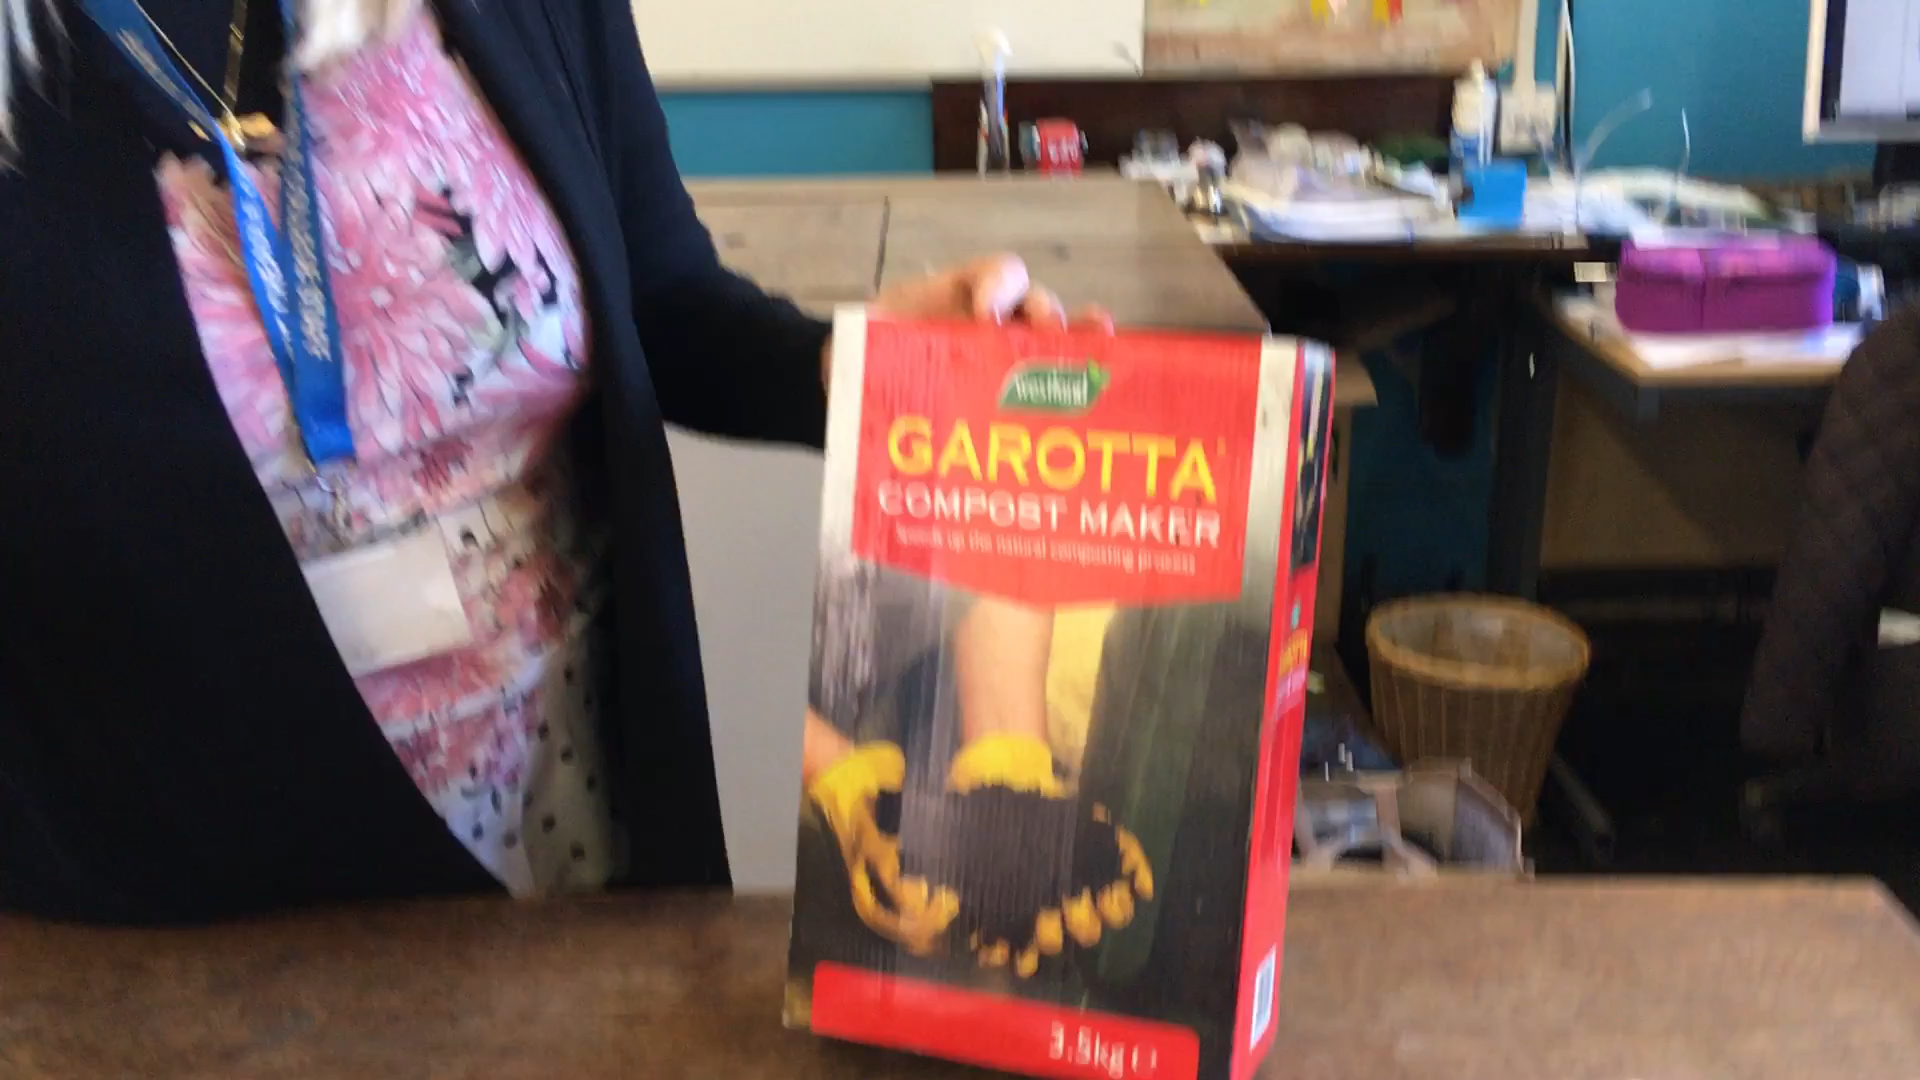 Westland
GAROTTA
COMPOST MAKER
Speeds up the natural composting process
3.5kg e